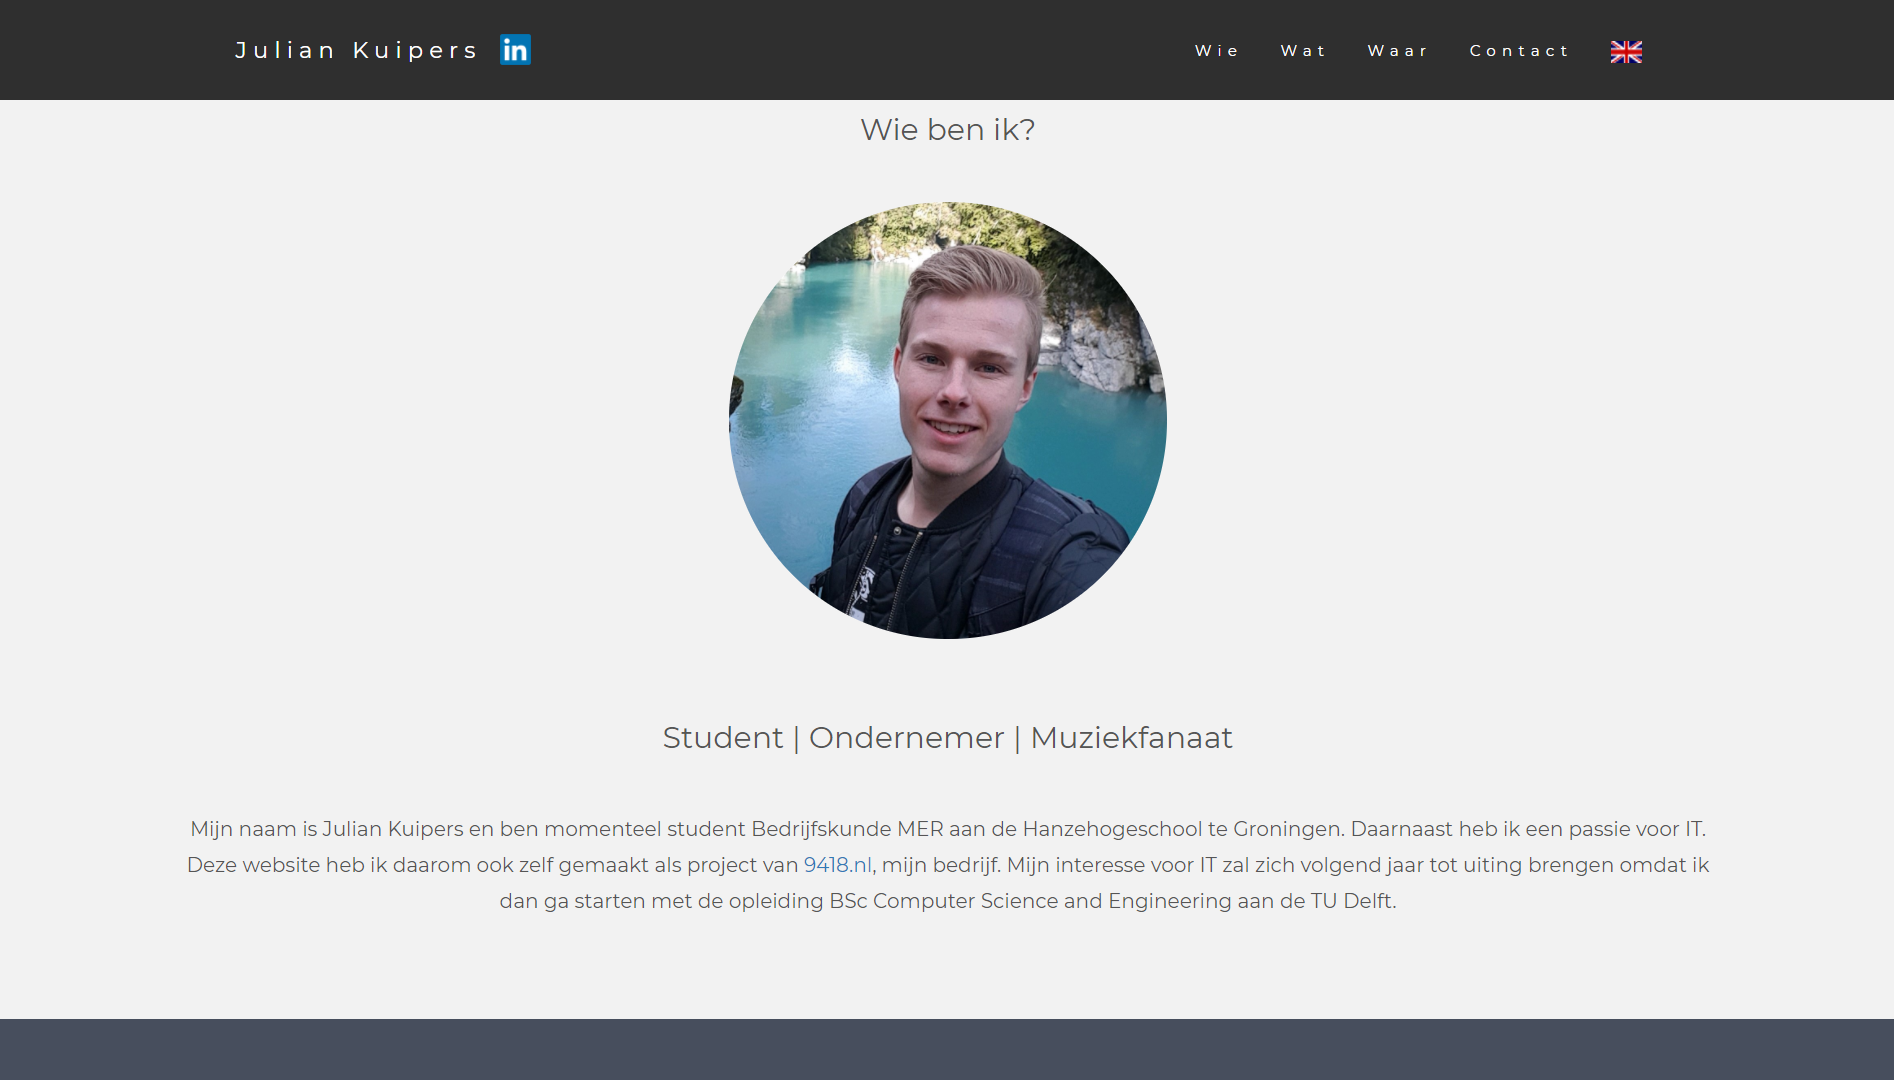 Julian Kuipers in
Wie Wat Waar Contact
Wie ben ik?
Student | Ondernemer | Muziekfanaat
Mijn naam is Julian Kuipers en ben momenteel student Bedrijfskunde MER aan de Hanzehogeschool te Groningen. Daarnaast heb ik een passie voor IT.
Deze website heb ik daarom ook zelf gemaakt als project van 9418.nl, mijn bedrijf. Mijn interesse voor IT zal zich volgend jaar tot uiting brengen omdat ik
dan ga starten met de opleiding BSc Computer Science and Engineering aan de TU Delft.